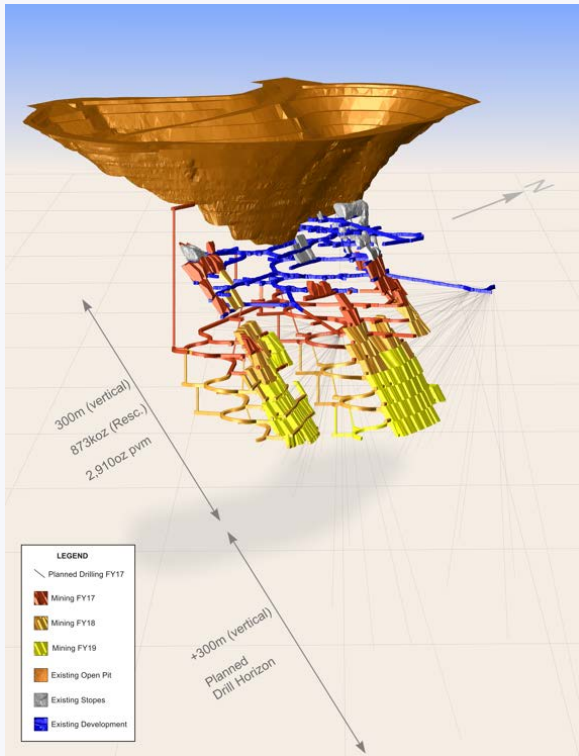 N
300m (vertical)
873koz (Resc.)
2,910oz pvm
+300m (vertical)
Planned
Drill Horizon
LEGEND
Planned Drilling FY17
Mining FY17
Mining FY18
Mining FY19
Existing Open Pit
Existing Stopes
Existing Development